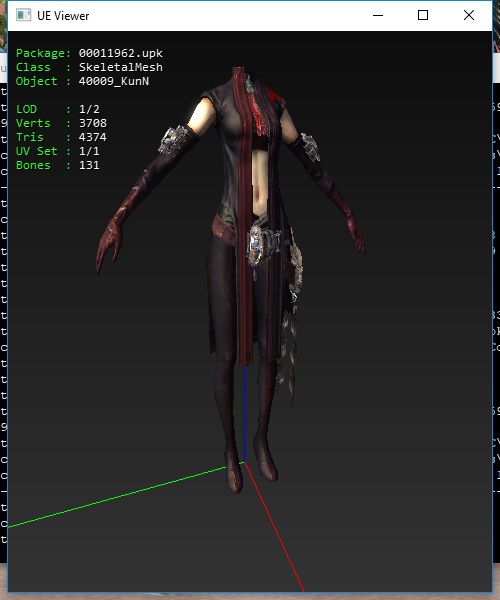 UE Viewer
Package: 00011962.upk
Class : SkeletalMesh
Object : 40009_KunN
LOD : 1/2
Verts : 3708
Tris : 4374
UV Set : 1/1
Bones : 131